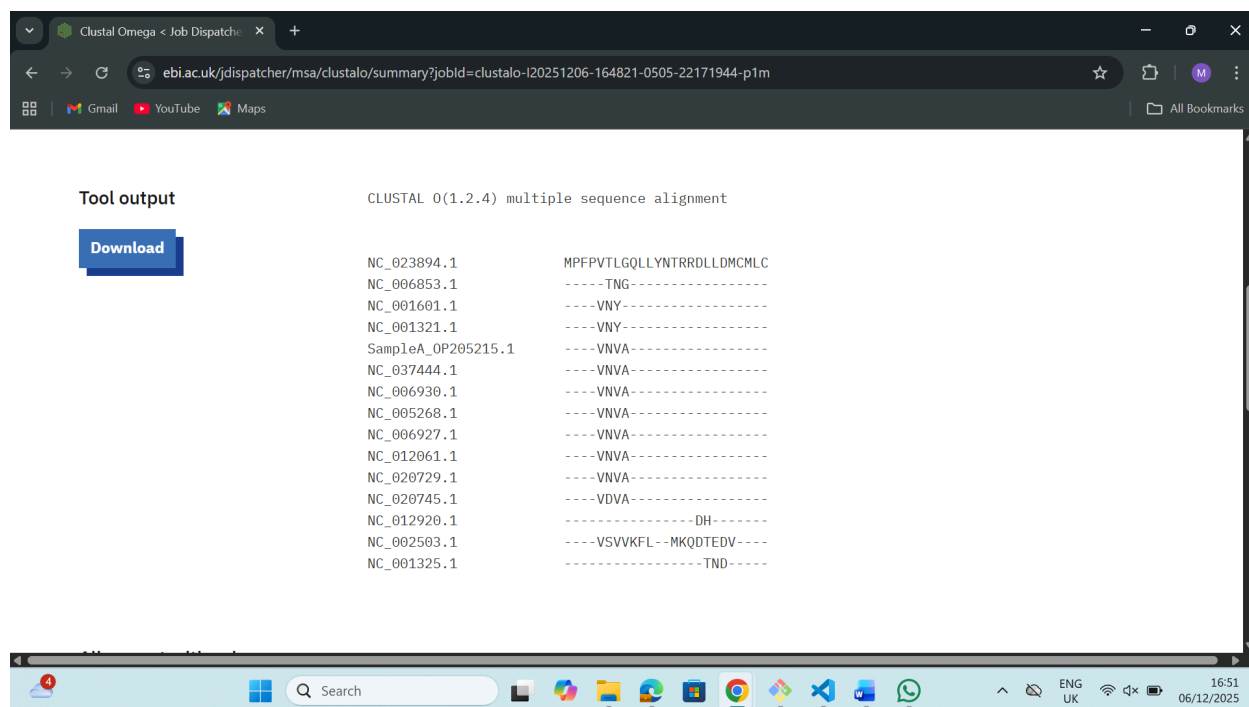 Clustal Omega < Job Dispatche
ebi.ac.uk/jdispatcher/msa/clustalo/summary?jobId=clustalo-I20251206-164821-0505-22171944-p1m
M
Gmail YouTube Maps All Bookmarks
Tool output
Download
CLUSTAL O(1.2.4) multiple sequence alignment
NC_023894.1 MPFPVTLGQLLYNTRRDLLDMCMLC
NC_006853.1 -----TNG-----------------
NC_001601.1 ----VNY------------------
NC_001321.1 ----VNY------------------
SampleA_OP205215.1 ----VNVA-----------------
NC_037444.1 ----VNVA-----------------
NC_006930.1 ----VNVA-----------------
NC_005268.1 ----VNVA-----------------
NC_006927.1 ----VNVA-----------------
NC_012061.1 ----VNVA-----------------
NC_020729.1 ----VNVA-----------------
NC_020745.1 ----VDVA-----------------
NC_012920.1 ----------------DH-------
NC_002503.1 ----VSVVKFL--MKQDTEDV----
NC_001325.1 -----------------TND-----
4
Search
ENG
UK
16:51
06/12/2025